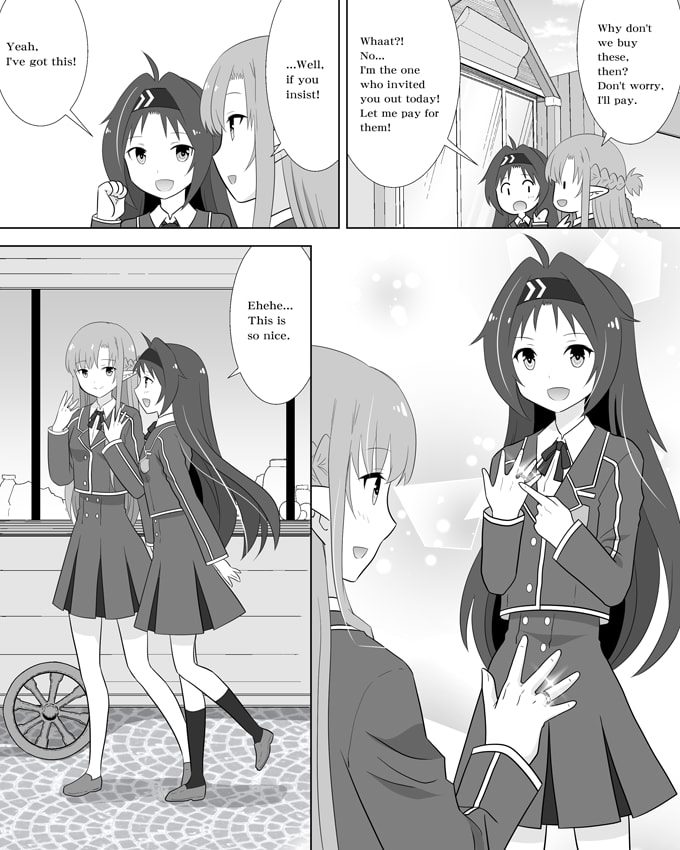 Why don't
we buy
these,
then?
Don't worry,
I'll pay.
Whaat?!
No...
I'm the one
who invited
you out today!
Let me pay for
them!
...Well,
if you
insist!
Yeah,
I've got this!
Ehehe...
This is
so nice.